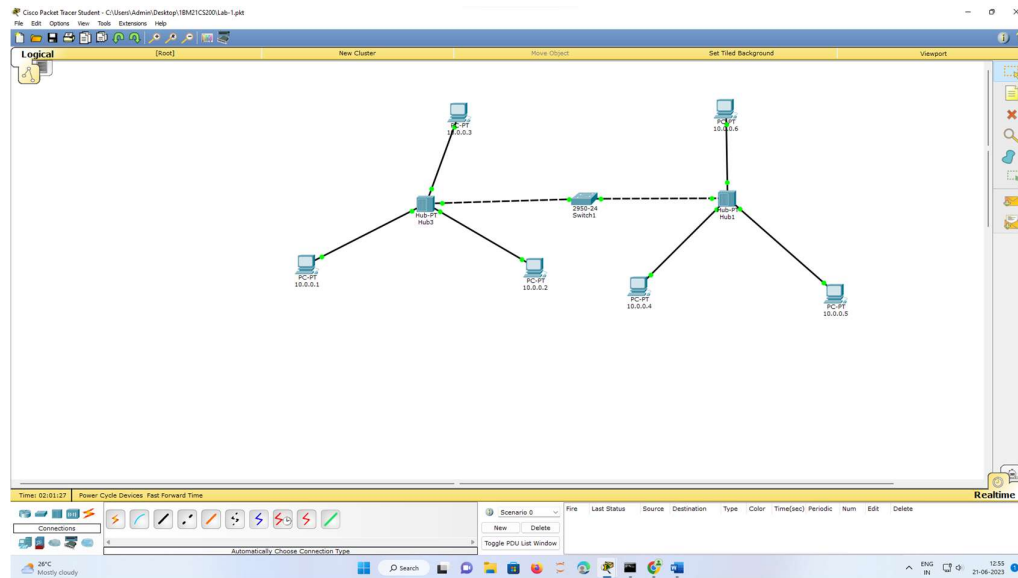 Cisco Packet Tracer Student - C:\Users\Admin\Desktop\1BM21CS200\Lab-1.pkt
File Edit Options View Tools Extensions Help
Logical [Root] New Cluster Move Object Set Tiled Background Viewport
PC-PT
10.0.0.3
PC-PT
10.0.0.6
Hub-PT
Hub3
2950-24
Switch1
Hub-PT
Hub1
PC-PT
10.0.0.1
PC-PT
10.0.0.2
PC-PT
10.0.0.4
PC-PT
10.0.0.5
Time: 02:01:27 Power Cycle Devices Fast Forward Time Realtime
Connections
Automatically Choose Connection Type
Scenario 0
New Delete
Toggle PDU List Window
Fire Last Status Source Destination Type Color Time(sec) Periodic Num Edit Delete
26°C
Mostly cloudy
Search
ENG
IN
12:55
21-06-2023